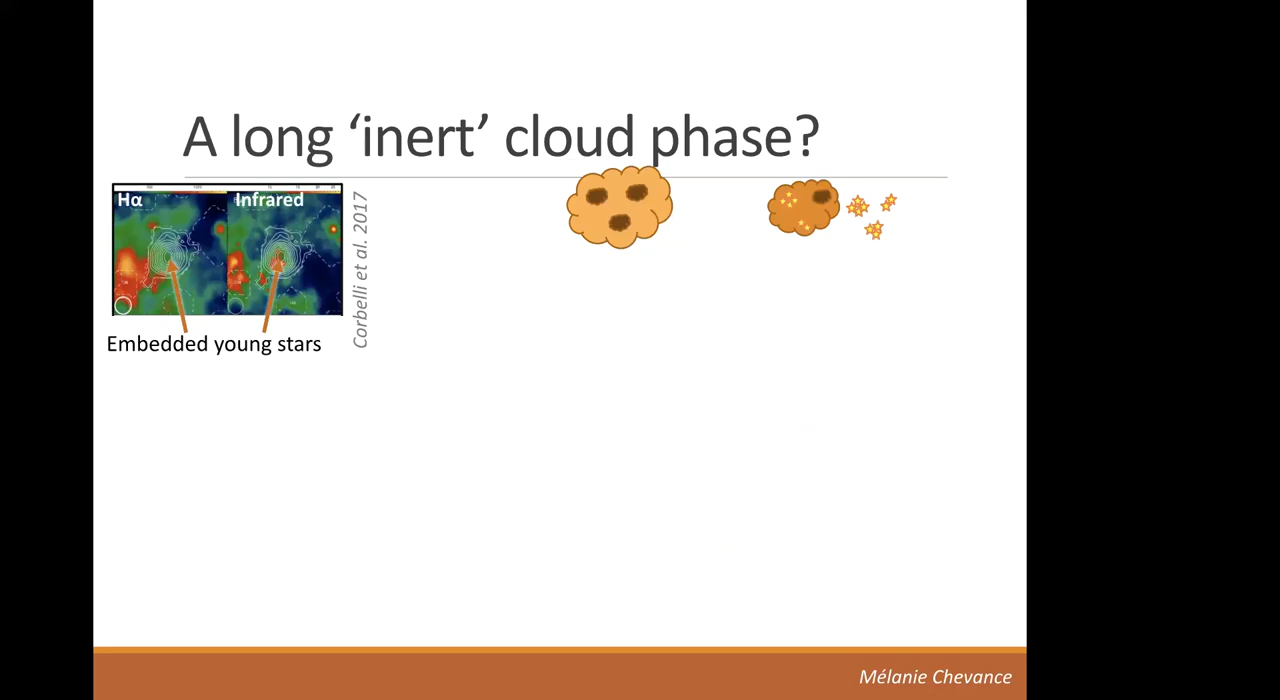 A long ‘inert’ cloud phase?
Hα
Infrared
Corbelli et al. 2017
Embedded young stars
Mélanie Chevance